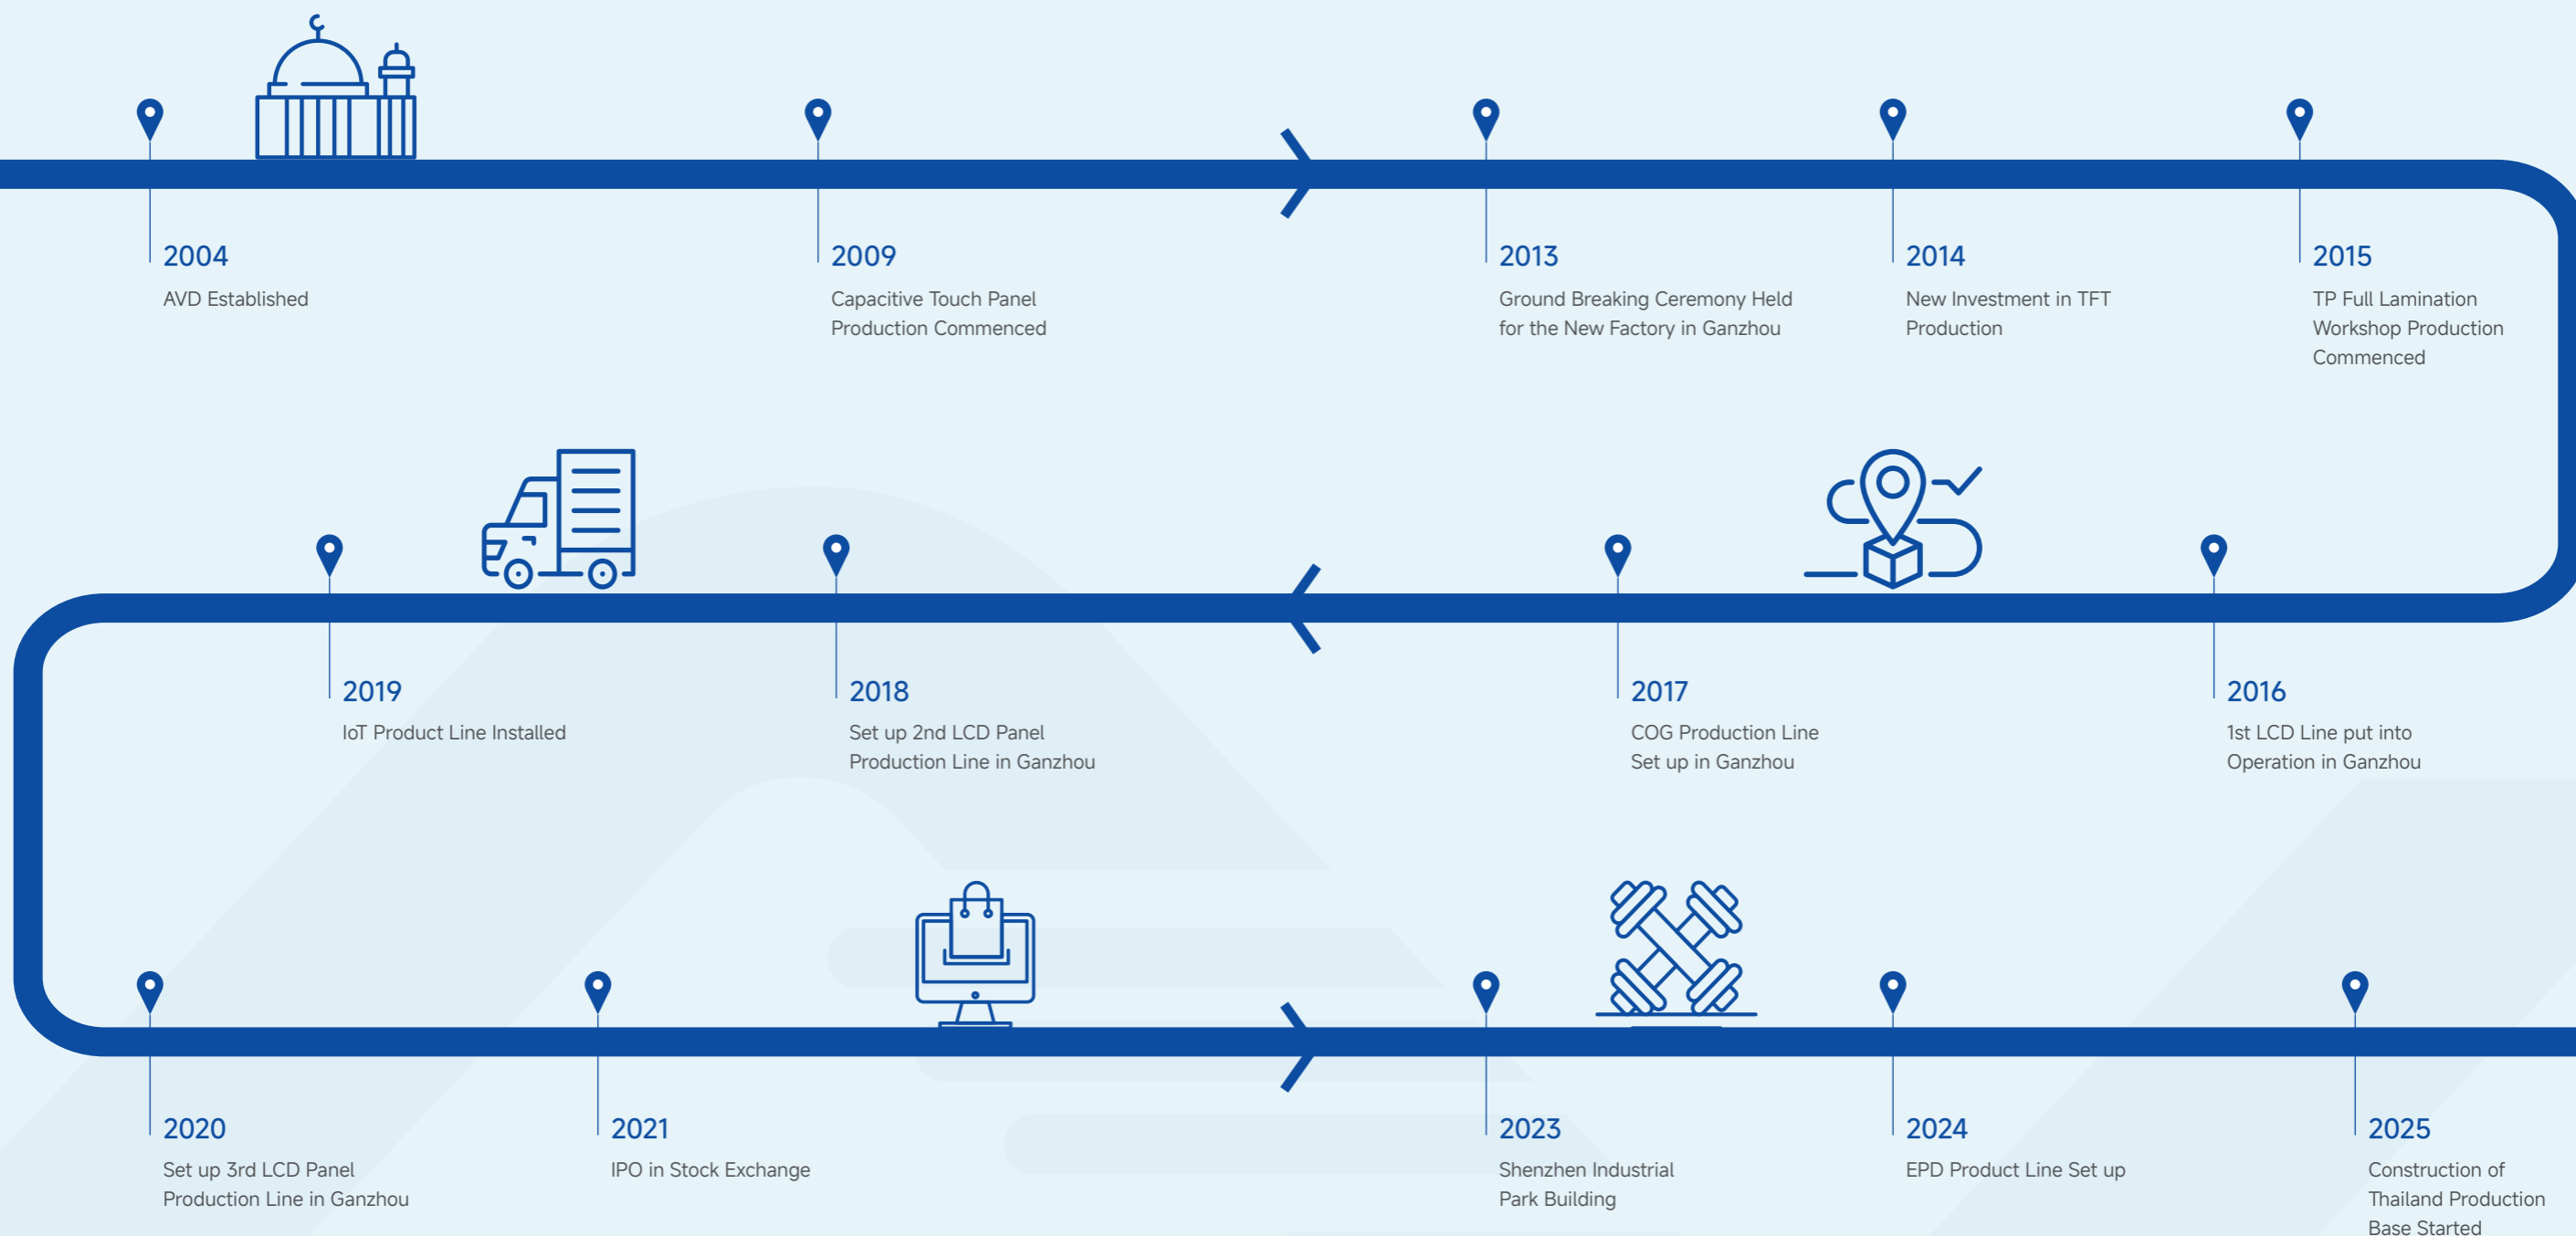 2004
AVD Established
2009
Capacitive Touch Panel
Production Commenced
2013
Ground Breaking Ceremony Held
for the New Factory in Ganzhou
2014
New Investment in TFT
Production
2015
TP Full Lamination
Workshop Production
Commenced
2016
1st LCD Line put into
Operation in Ganzhou
2017
COG Production Line
Set up in Ganzhou
2018
Set up 2nd LCD Panel
Production Line in Ganzhou
2019
IoT Product Line Installed
2020
Set up 3rd LCD Panel
Production Line in Ganzhou
2021
IPO in Stock Exchange
2023
Shenzhen Industrial
Park Building
2024
EPD Product Line Set up
2025
Construction of
Thailand Production
Base Started